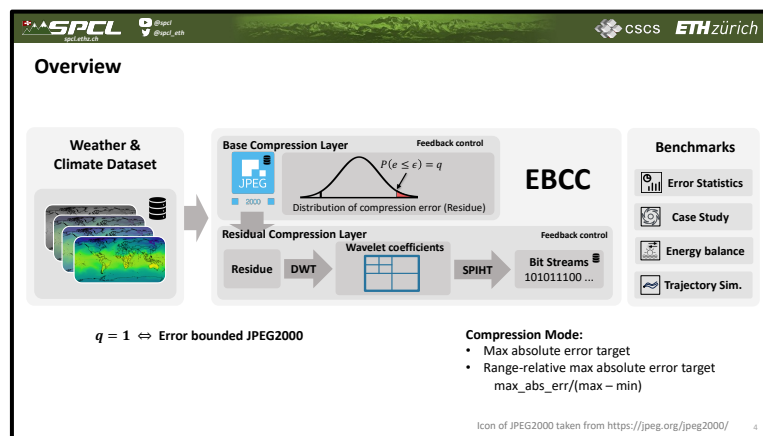 SPCL
spcl.ethz.ch
@spcl
@spcl_eth
CSCS
ETH zürich
Overview
Weather &
Climate Dataset
Base Compression Layer
Feedback control
JPEG
2000
P(e ≤ ϵ) = q
Distribution of compression error (Residue)
EBCC
Residual Compression Layer
Feedback control
Residue
DWT
Wavelet coefficients
SPIHT
Bit Streams
101011100 ...
Benchmarks
Error Statistics
Case Study
Energy balance
Trajectory Sim.
q = 1 ⇔ Error bounded JPEG2000
Compression Mode:
• Max absolute error target
• Range-relative max absolute error target
max_abs_err/(max – min)
Icon of JPEG2000 taken from https://jpeg.org/jpeg2000/
4